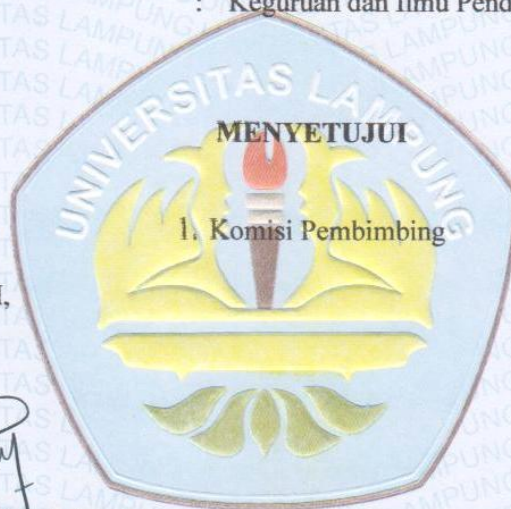 : Keguruan dan Ilmu Pend
UNIVERSITAS LAMPUNG
MENYETUJUI
1. Komisi Pembimbing
I,